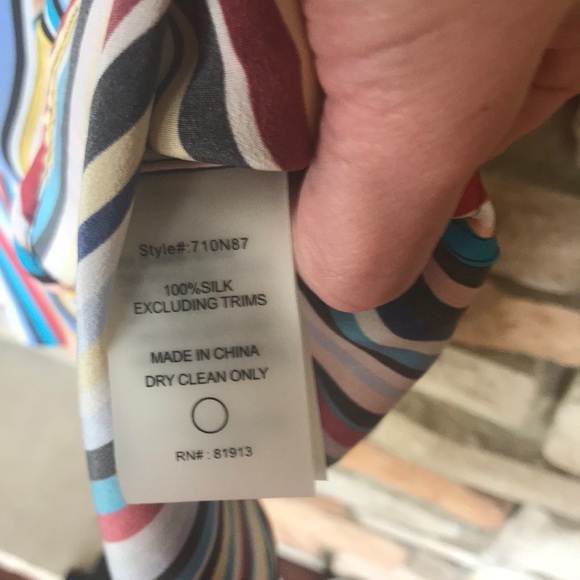 Style#:710N87
100%SILK
EXCLUDING TRIMS
MADE IN CHINA
DRY CLEAN ONLY
RN# : 81913